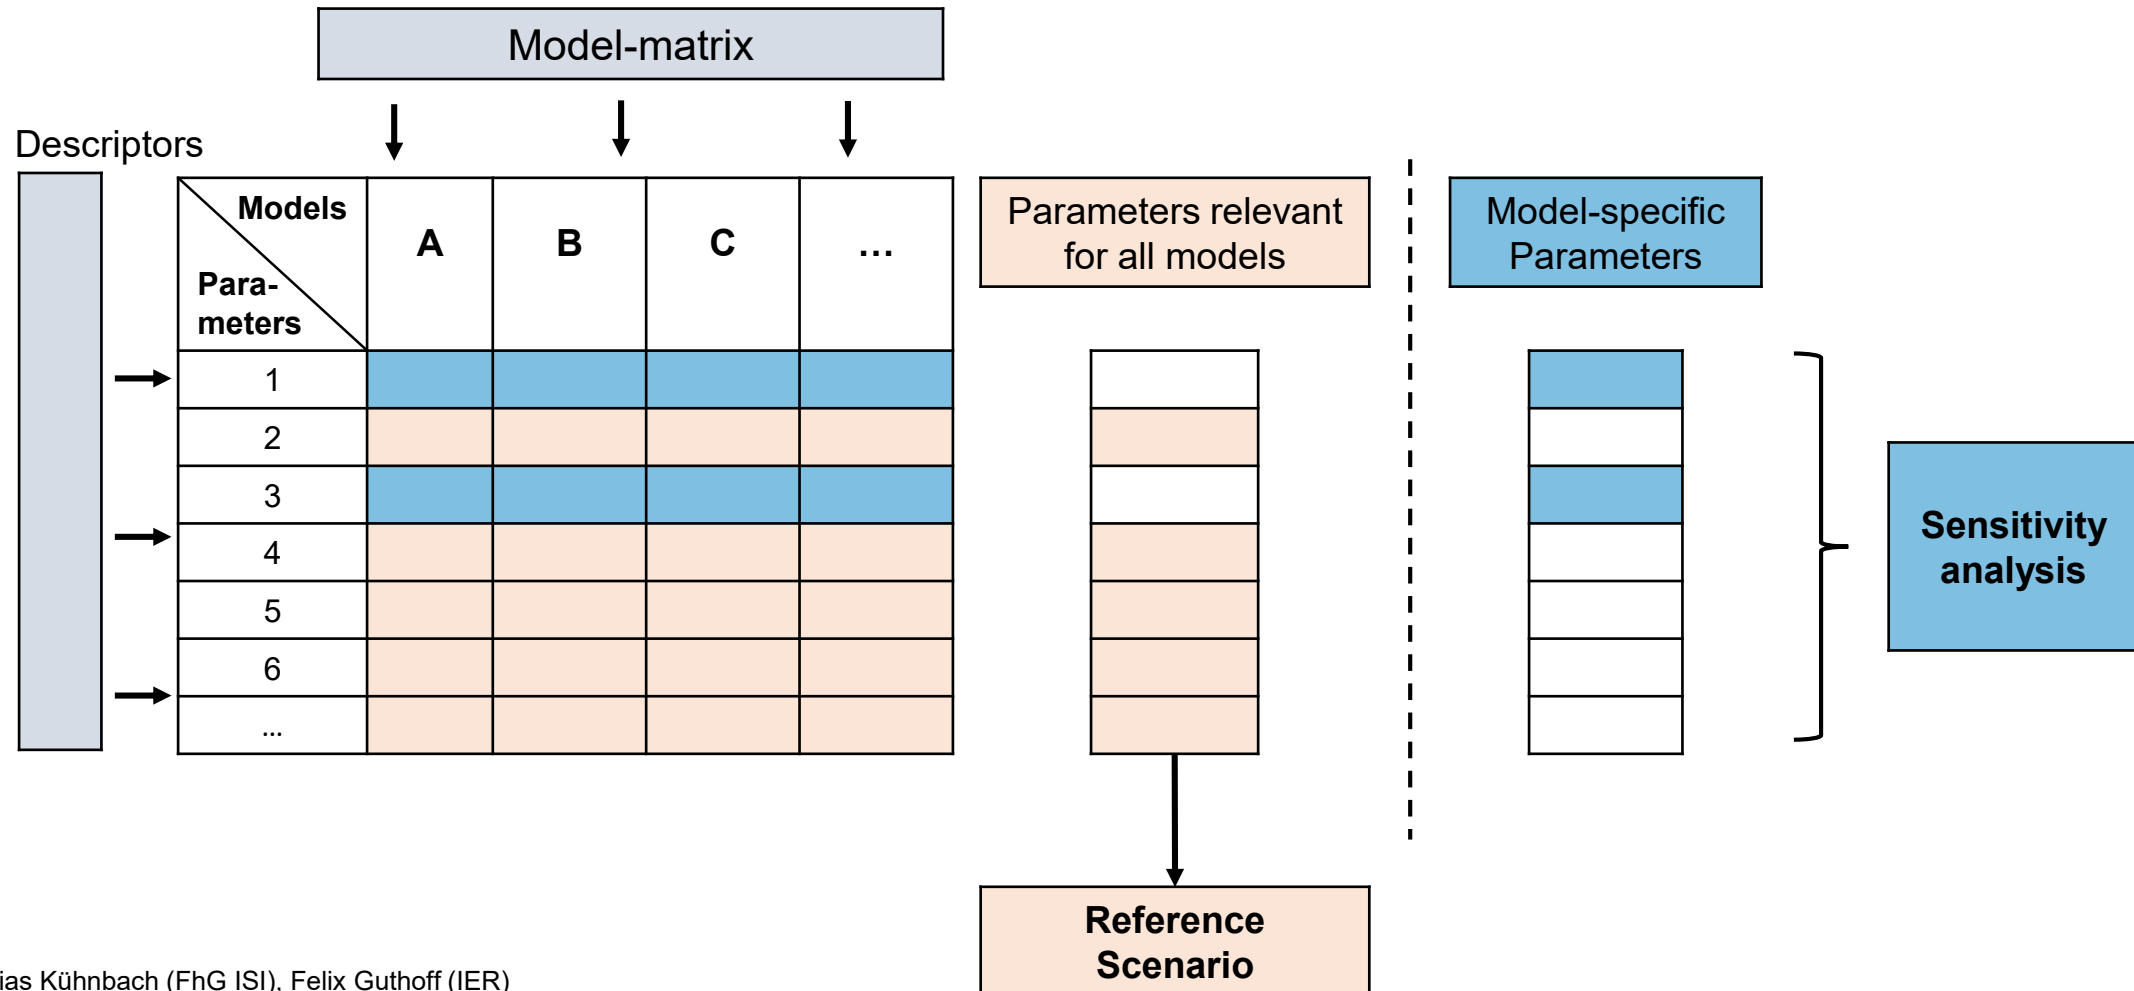 Model-matrix
Descriptors
Models
Para-
meters
A
B
C
...
Parameters relevant
for all models
Model-specific
Parameters
1
2
3
4
5
6
...
Sensitivity
analysis
Reference
Scenario
Kühnbach (FhG ISI), Felix Guthoff (IER)